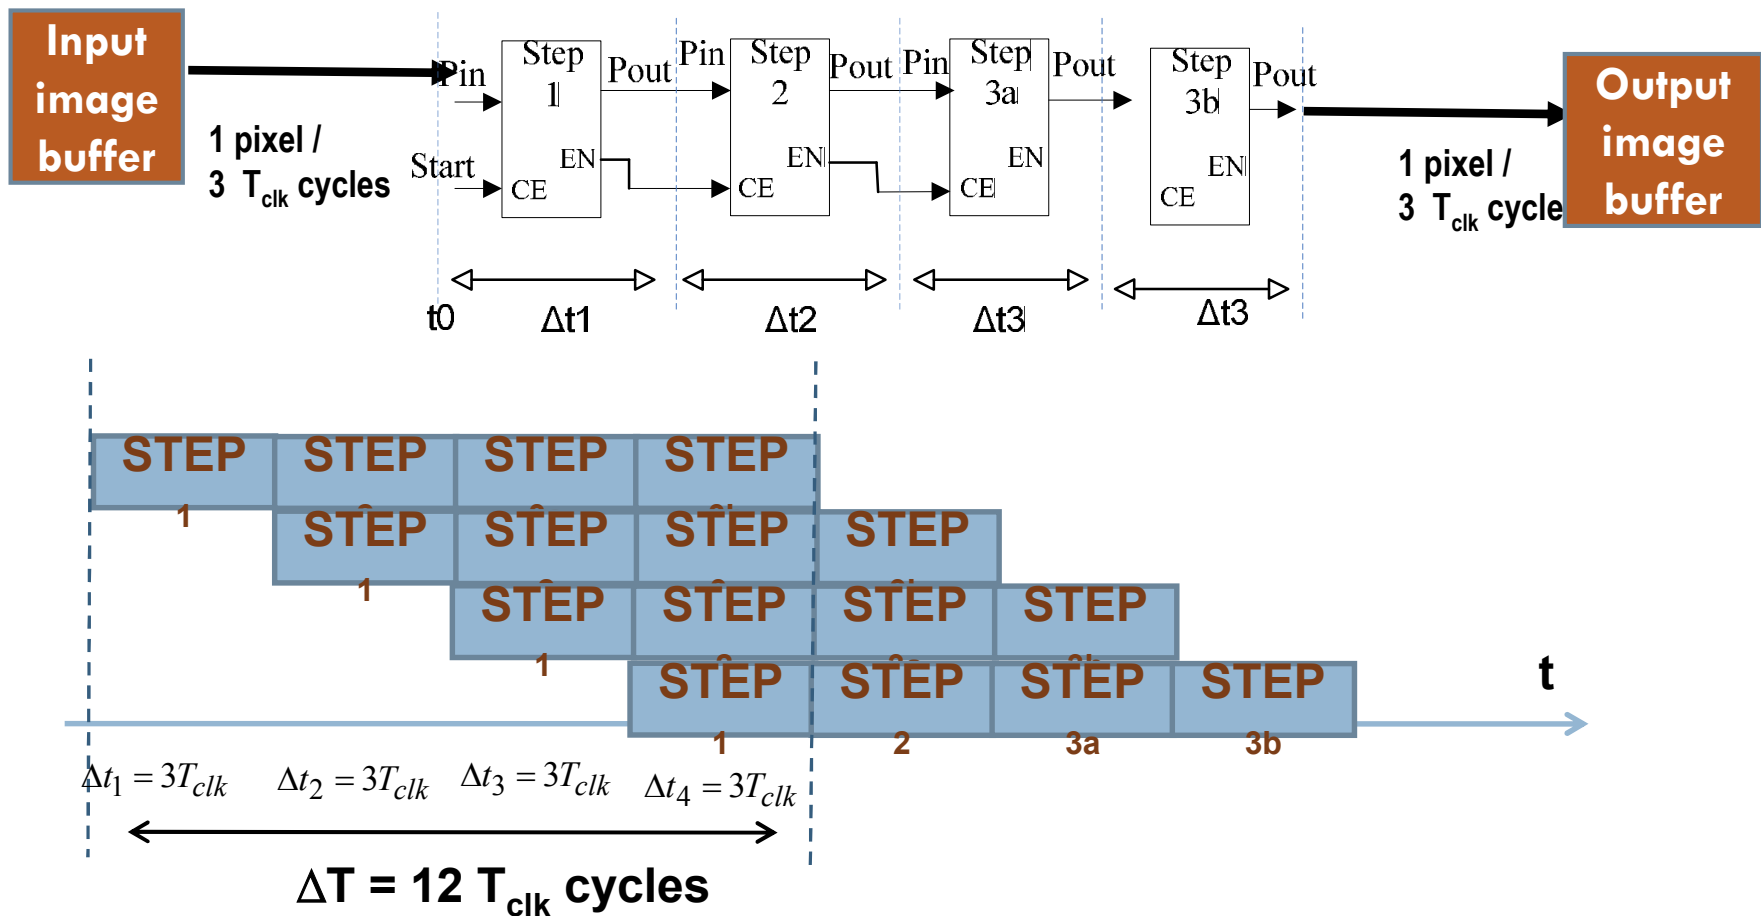 Input
image
buffer
1 pixel /
3 Tclk cycles
Pin
Start
Step
1
Pout
EN
CE
Pin
Step
2
Pout
EN
CE
Pin
Step
3a
Pout
EN
CE
Step
3b
Pout
EN
CE
1 pixel /
3 Tclk cycle
Output
image
buffer
t0
Δt1
Δt2
Δt3
Δt3
STEP
1
STEP
STEP
STEP
STEP
1
STEP
STEP
STEP
STEP
1
STEP
STEP
STEP
STEP
1
STEP
2
STEP
3a
STEP
3b
t
Δt1 = 3Tclk
Δt2 = 3Tclk
Δt3 = 3Tclk
Δt4 = 3Tclk
ΔT = 12 Tclk cycles